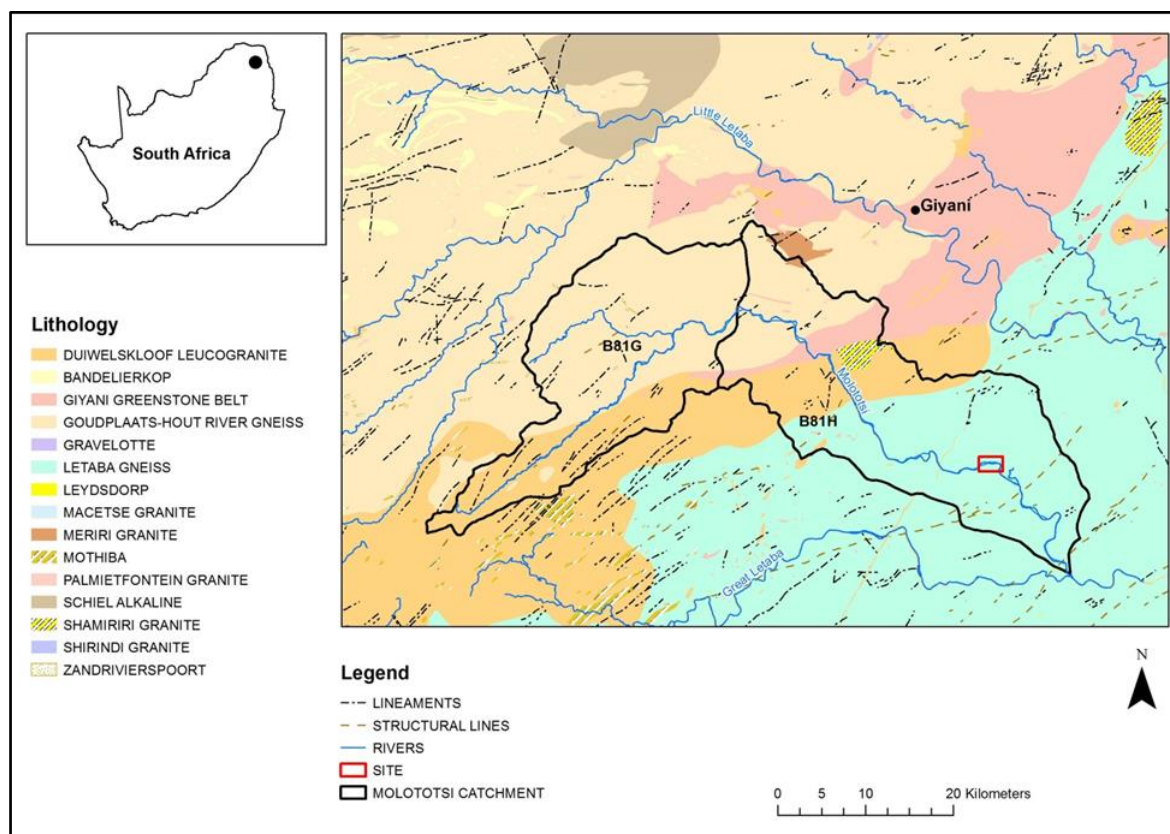 South Africa
Lithology
DUIWELSKLOOF LEUCOGRANITE
BANDELIERKOP
GIYANI GREENSTONE BELT
GOUDPLAATS-HOUT RIVER GNEISS
GRAVELOTTE
LETABA GNEISS
LEYDSDORP
MACETSE GRANITE
MERIRI GRANITE
MOTHIBA
PALMIETFONTEIN GRANITE
SCHIEL ALKALINE
SHAMIRIRI GRANITE
SHIRINDI GRANITE
ZANDRIVIERSPOORT
Little Letaba
Giyani
B81G
Molototsi
B81H
Great Letaba
Legend
LINEAMENTS
STRUCTURAL LINES
RIVERS
SITE
MOLOTOTSI CATCHMENT
N
0 5 10 20 Kilometers